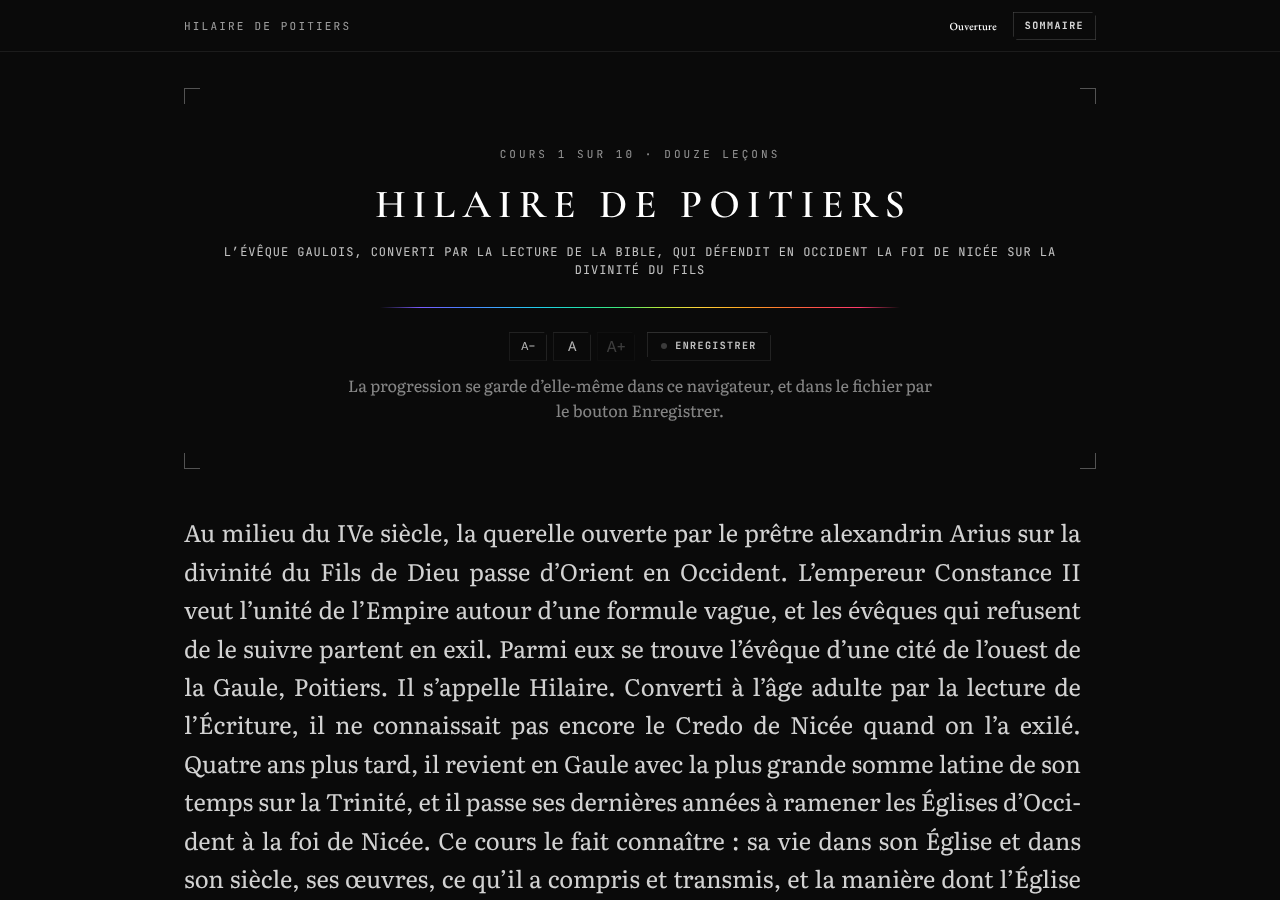 HILAIRE DE POITIERS
Ouverture
SOMMAIRE
COURS 1 SUR 10 · DOUZE LEÇONS
HILAIRE DE POITIERS
L’ÉVÊQUE GAULOIS, CONVERTI PAR LA LECTURE DE LA BIBLE, QUI DÉFENDIT EN OCCIDENT LA FOI DE NICÉE SUR LA
DIVINITÉ DU FILS
A− A A+ ENREGISTRER
La progression se garde d’elle-même dans ce navigateur, et dans le fichier par
le bouton Enregistrer.
Au milieu du IVe siècle, la querelle ouverte par le prêtre alexandrin Arius sur la
divinité du Fils de Dieu passe d’Orient en Occident. L’empereur Constance II
veut l’unité de l’Empire autour d’une formule vague, et les évêques qui refusent
de le suivre partent en exil. Parmi eux se trouve l’évêque d’une cité de l’ouest de
la Gaule, Poitiers. Il s’appelle Hilaire. Converti à l’âge adulte par la lecture de
l’Écriture, il ne connaissait pas encore le Credo de Nicée quand on l’a exilé.
Quatre ans plus tard, il revient en Gaule avec la plus grande somme latine de son
temps sur la Trinité, et il passe ses dernières années à ramener les Églises d’Occi-
dent à la foi de Nicée. Ce cours le fait connaître : sa vie dans son Église et dans
son siècle, ses œuvres, ce qu’il a compris et transmis, et la manière dont l’Église